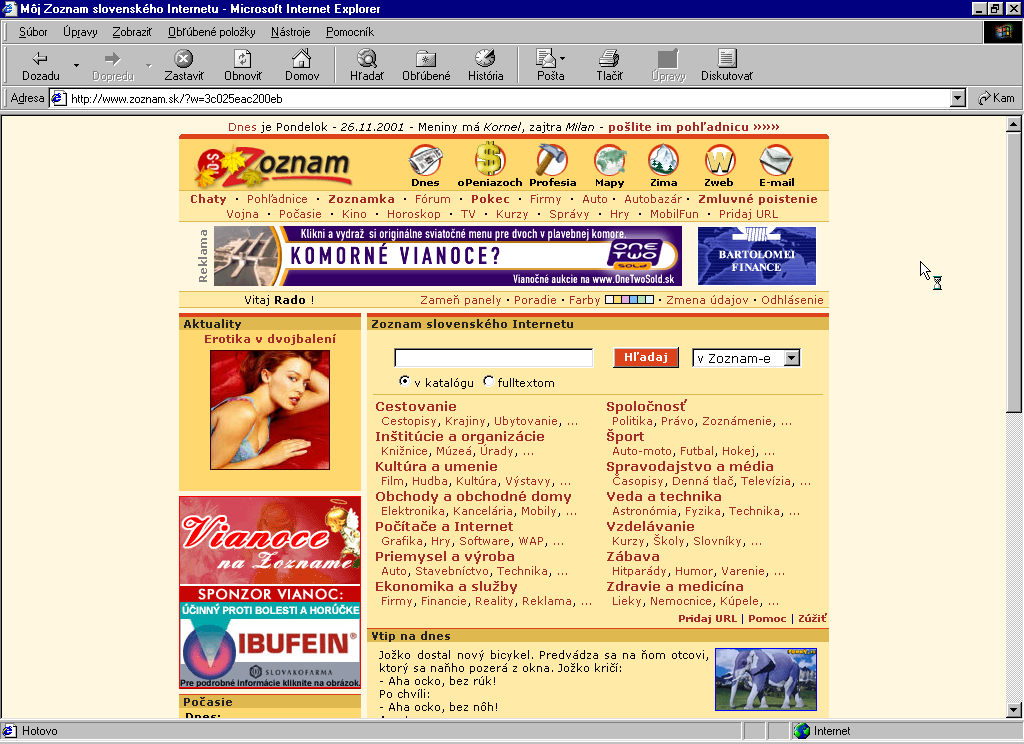 Môj Zoznam slovenského Internetu - Microsoft Internet Explorer
Súbor Úpravy Zobraziť Obľúbené položky Nástroje Pomocník
Dozadu Dopredu Zastaviť Obnoviť Domov Hľadať Obľúbené História Pošta Tlačiť Úpravy Diskutovať
Adresa http://www.zoznam.sk/?w=3c025eac200eb Kam
Dnes je Pondelok - 26.11.2001 - Meniny má Kornel, zajtra Milan - pošlite im pohľadnicu »»»»
Zoznam
Dnes oPeniazoch Profesia Mapy Zima Zweb E-mail
Chaty · Pohľadnice · Zoznamka · Fórum · Pokec · Firmy · Auto · Autobazár · Zmluvné poistenie
Vojna · Počasie · Kino · Horoskop · TV · Kurzy · Správy · Hry · MobilFun · Pridaj URL
Reklama
Klikni a vydraž si originálne sviatočné menu pre dvoch v plavebnej komore.
KOMORNÉ VIANOCE?
ONE TWO SOLD
Vianočné aukcie na www.OneTwoSold.sk
BARTOLOMEI
FINANCE
Vitaj Rado !
Zameň panely · Poradie · Farby · Zmena údajov · Odhlásenie
Aktuality
Erotika v dvojbalení
Vianoce
na Zozname
SPONZOR VIANOC:
ÚČINNÝ PROTI BOLESTI A HORÚČKE
IBUFEIN®
SLOVAKOFARMA
Pre podrobné informácie kliknite na obrázok.
Počasie
Dnes:
Zoznam slovenského Internetu
Hľadaj v Zoznam-e
v katalógu fulltextom
Cestovanie
Cestopisy, Krajiny, Ubytovanie, ...
Inštitúcie a organizácie
Knižnice, Múzeá, Úrady, ...
Kultúra a umenie
Film, Hudba, Kultúra, Výstavy, ...
Obchody a obchodné domy
Elektronika, Kancelária, Mobily, ...
Počítače a Internet
Grafika, Hry, Software, WAP, ...
Priemysel a výroba
Auto, Stavebníctvo, Technika, ...
Ekonomika a služby
Firmy, Financie, Reality, Reklama, ...
Spoločnosť
Politika, Právo, Zoznámenie, ...
Šport
Auto-moto, Futbal, Hokej, ...
Spravodajstvo a média
Časopisy, Denná tlač, Televízia, ...
Veda a technika
Astronómia, Fyzika, Technika, ...
Vzdelávanie
Kurzy, Školy, Slovníky, ...
Zábava
Hitparády, Humor, Varenie, ...
Zdravie a medicína
Lieky, Nemocnice, Kúpele, ...
Pridaj URL | Pomoc | Zúžiť
Vtip na dnes
Jožko dostal nový bicykel. Predvádza sa na ňom otcovi,
ktorý sa naňho pozerá z okna. Jožko kričí:
- Aha ocko, bez rúk!
Po chvíli:
- Aha ocko, bez nôh!
Hotovo Internet